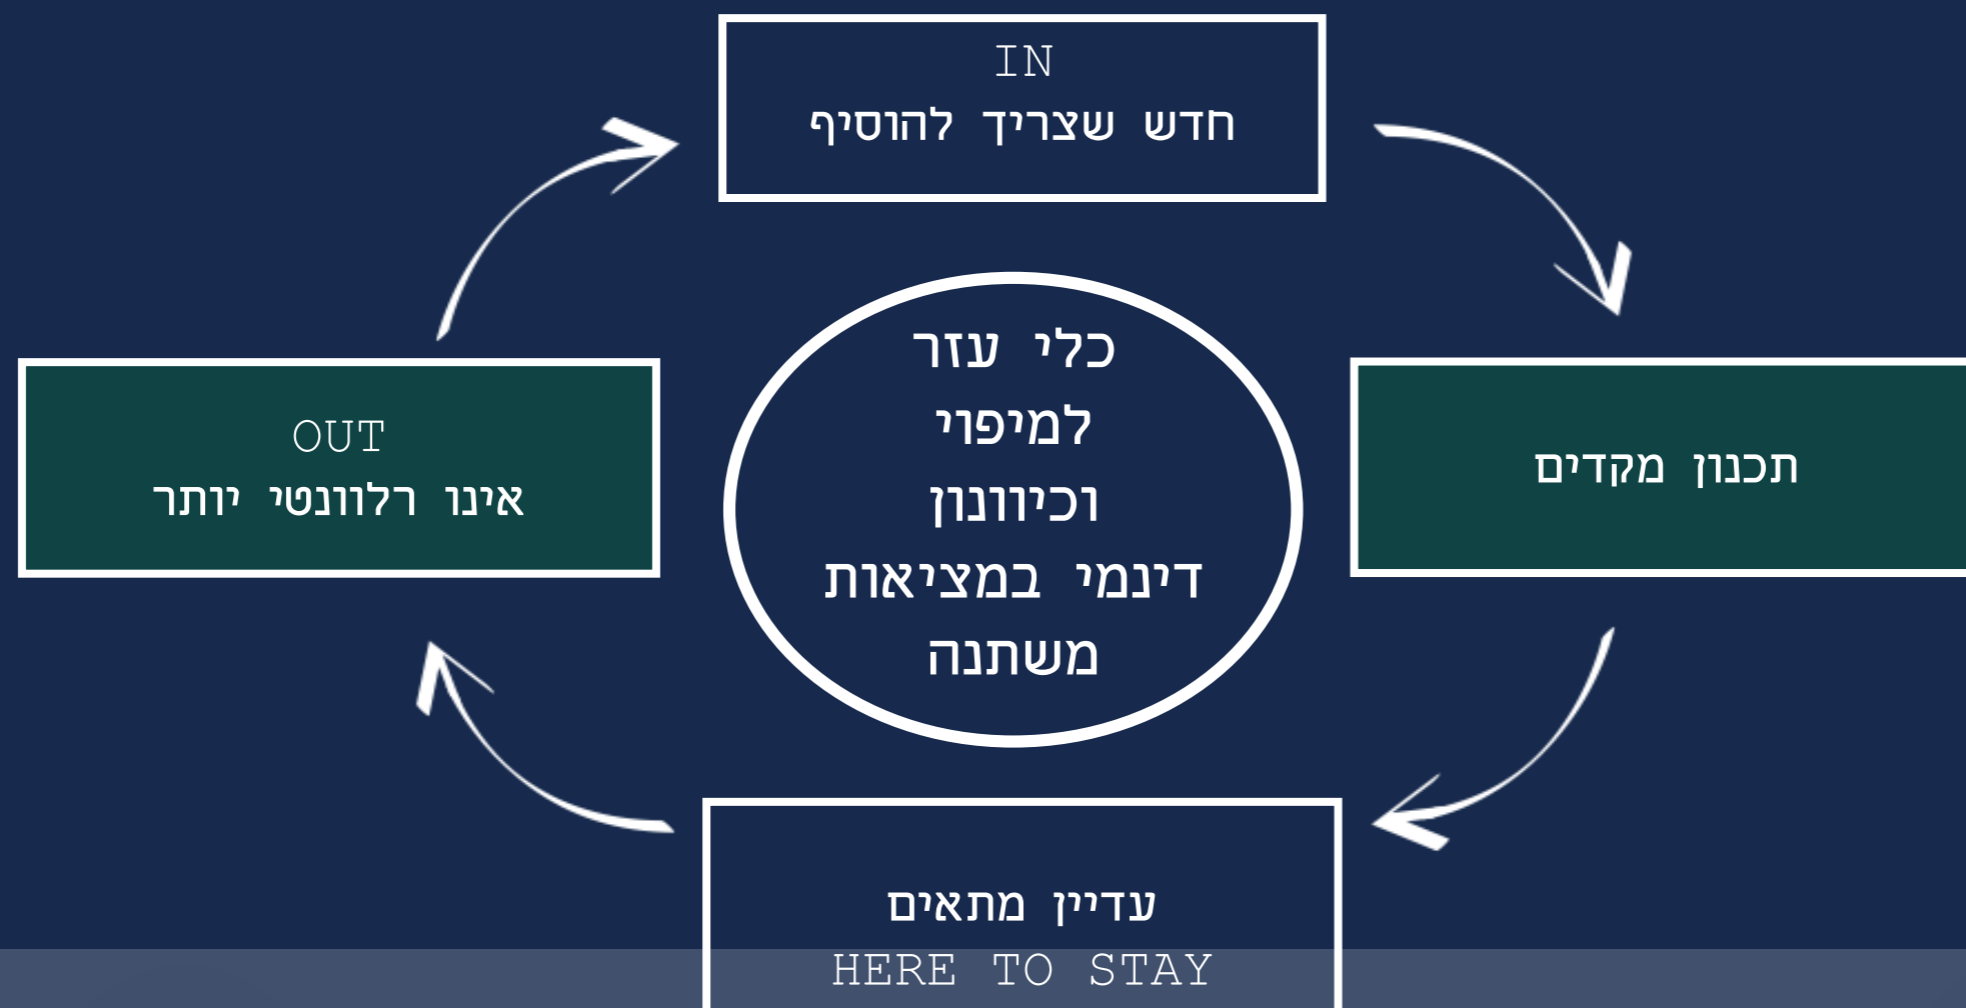 IN
חדש שצריך להוסיף
תכנון מקדים
עדיין מתאים
HERE TO STAY
OUT
אינו רלוונטי יותר
כלי עזר
למיפוי
וכיוונון
דינמי במציאות
משתנה